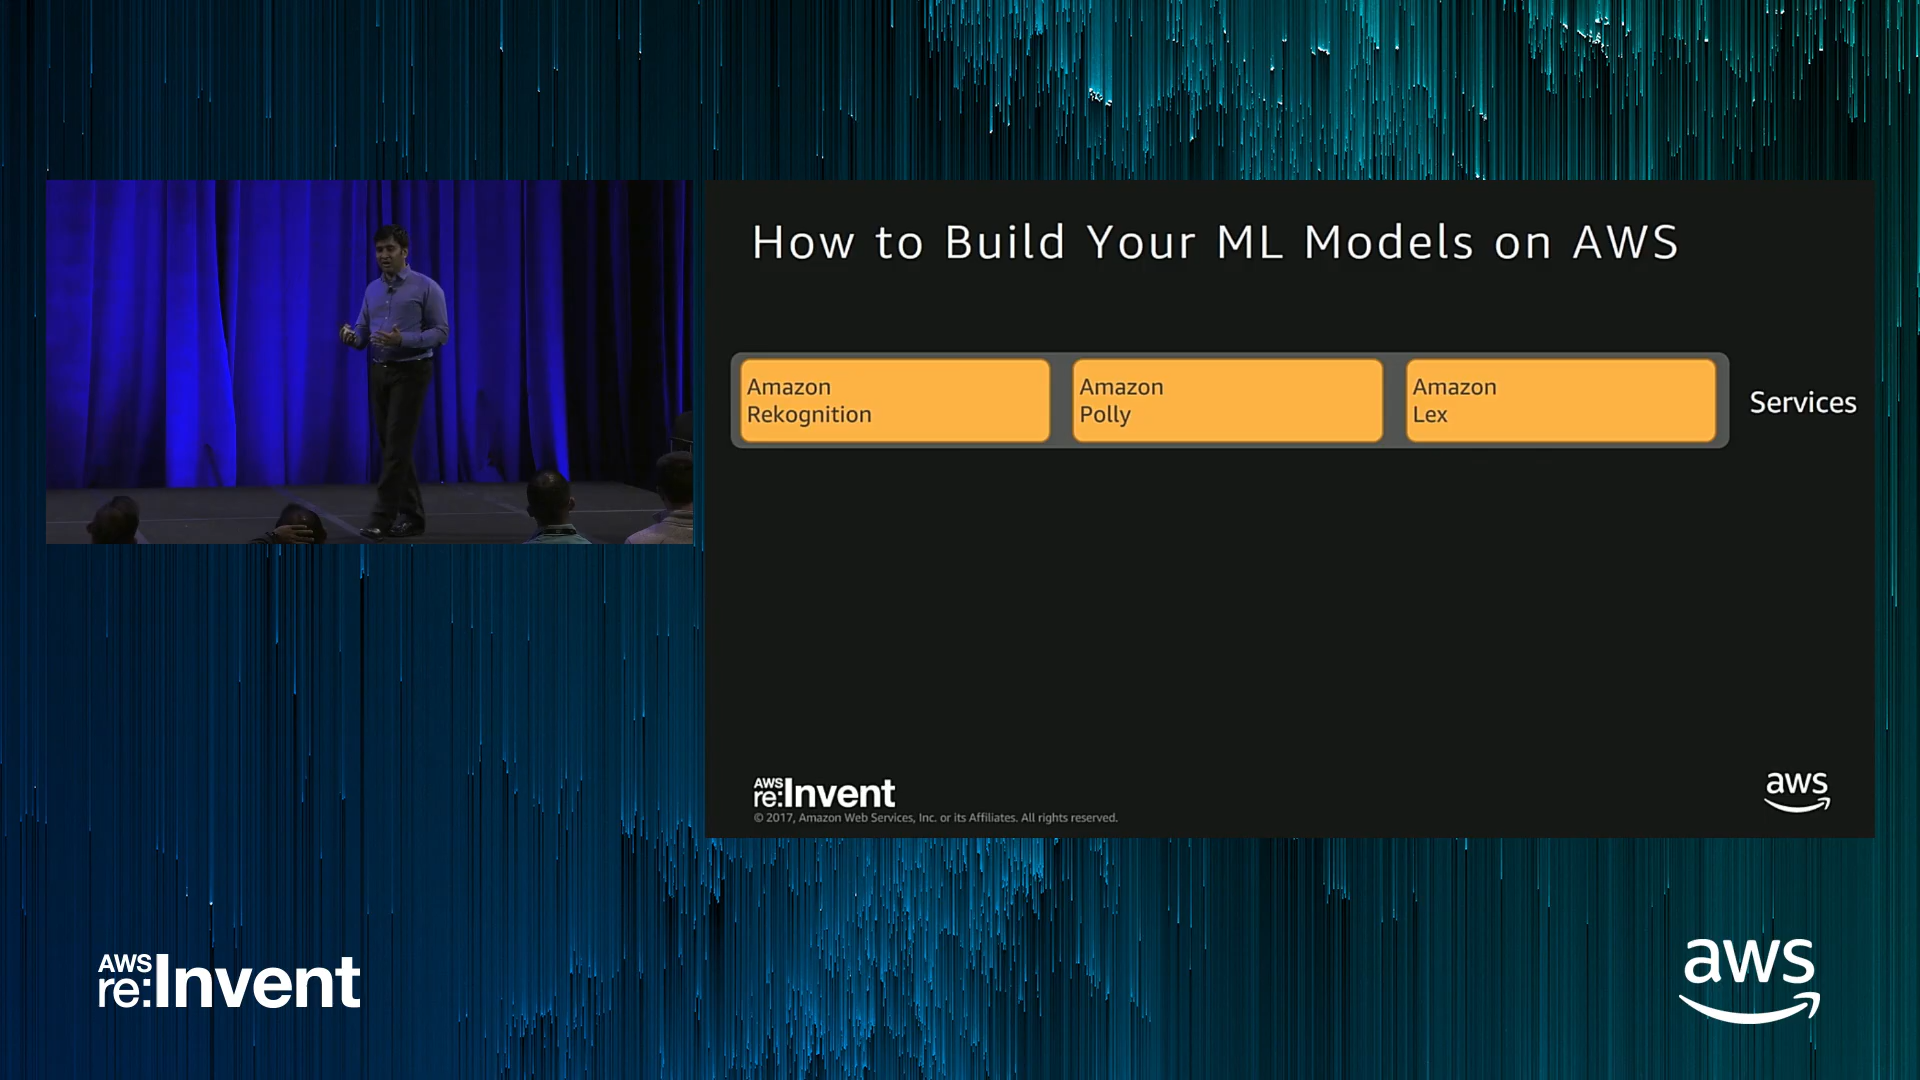 How to Build Your ML Models on AWS
Amazon
Rekognition
Amazon
Polly
Amazon
Lex
Services
AWS
re:Invent
© 2017, Amazon Web Services, Inc. or its Affiliates. All rights reserved.
aws
AWS
re:Invent
aws